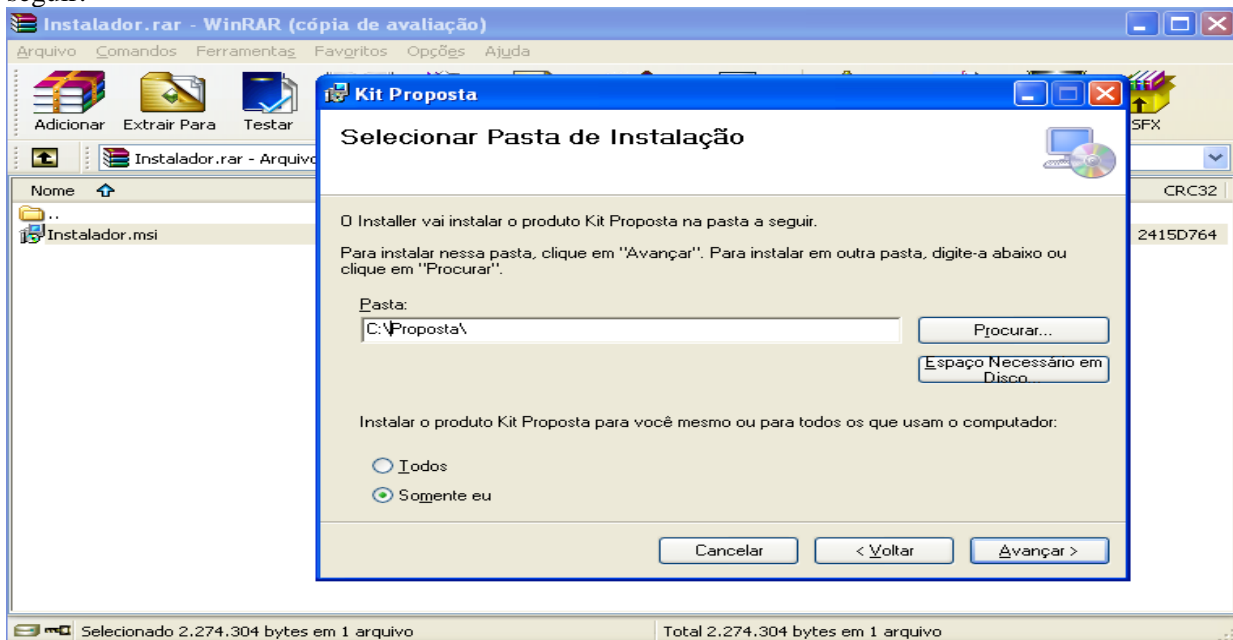 seguir:
Instalador.rar - WinRAR (cópia de avaliação)
Arquivo Comandos Ferramentas Favoritos Opções Ajuda
Adicionar Extrair Para Testar SFX
Instalador.rar - Arquivo
Nome CRC32
..
Instalador.msi 2415D764
Kit Proposta
Selecionar Pasta de Instalação
O Installer vai instalar o produto Kit Proposta na pasta a seguir.
Para instalar nessa pasta, clique em "Avançar". Para instalar em outra pasta, digite-a abaixo ou
clique em "Procurar".
Pasta:
C:\Proposta\
Procurar...
Espaço Necessário em
Disco...
Instalar o produto Kit Proposta para você mesmo ou para todos os que usam o computador:
Todos
Somente eu
Cancelar < Voltar Avançar >
Selecionado 2.274.304 bytes em 1 arquivo Total 2.274.304 bytes em 1 arquivo